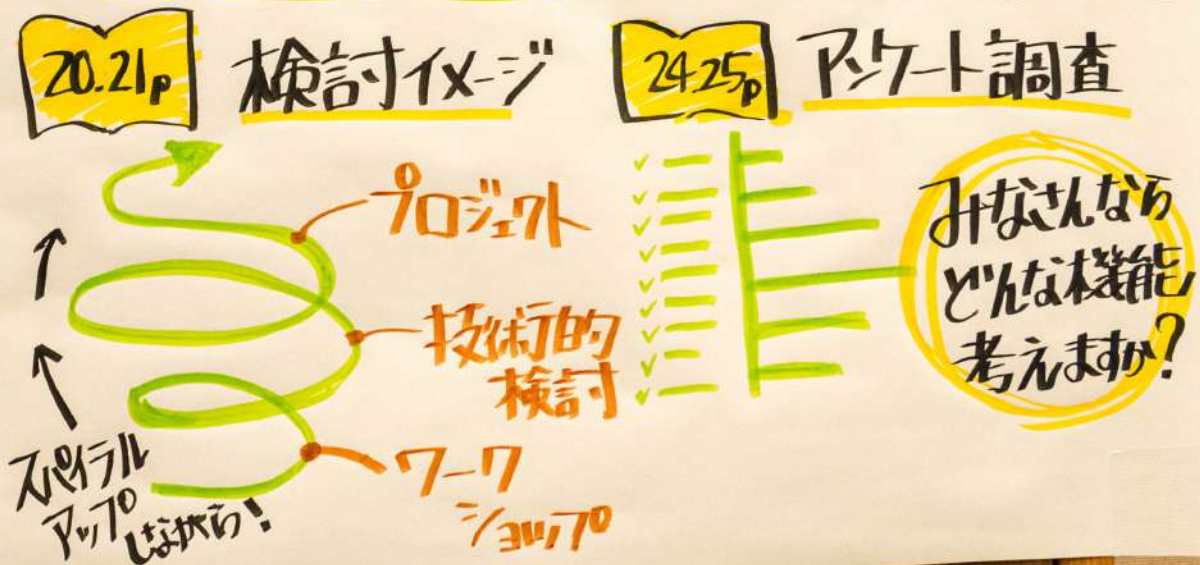 20.21p
検討イメージ
プロジェクト
技術的
検討
ワーク
ショップ
スパイラル
アップ
しながら!
24.25p
アンケート調査
みなさんなら
どんな機能
考えますか?